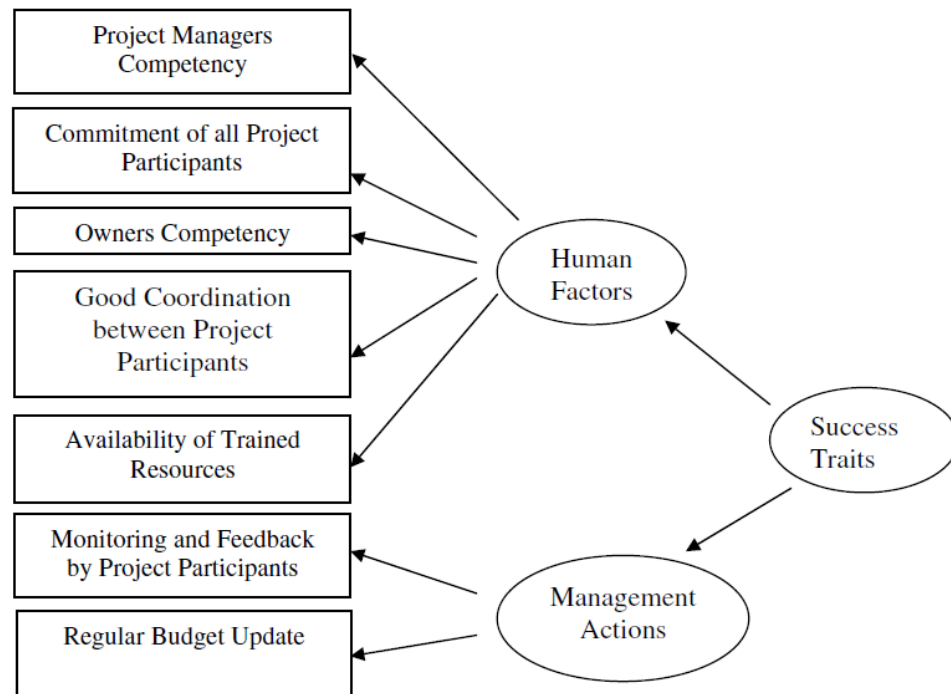 Project Managers
Competency
Commitment of all Project
Participants
Owners Competency
Good Coordination
between Project
Participants
Availability of Trained
Resources
Monitoring and Feedback
by Project Participants
Regular Budget Update
Human
Factors
Management
Actions
Success
Traits